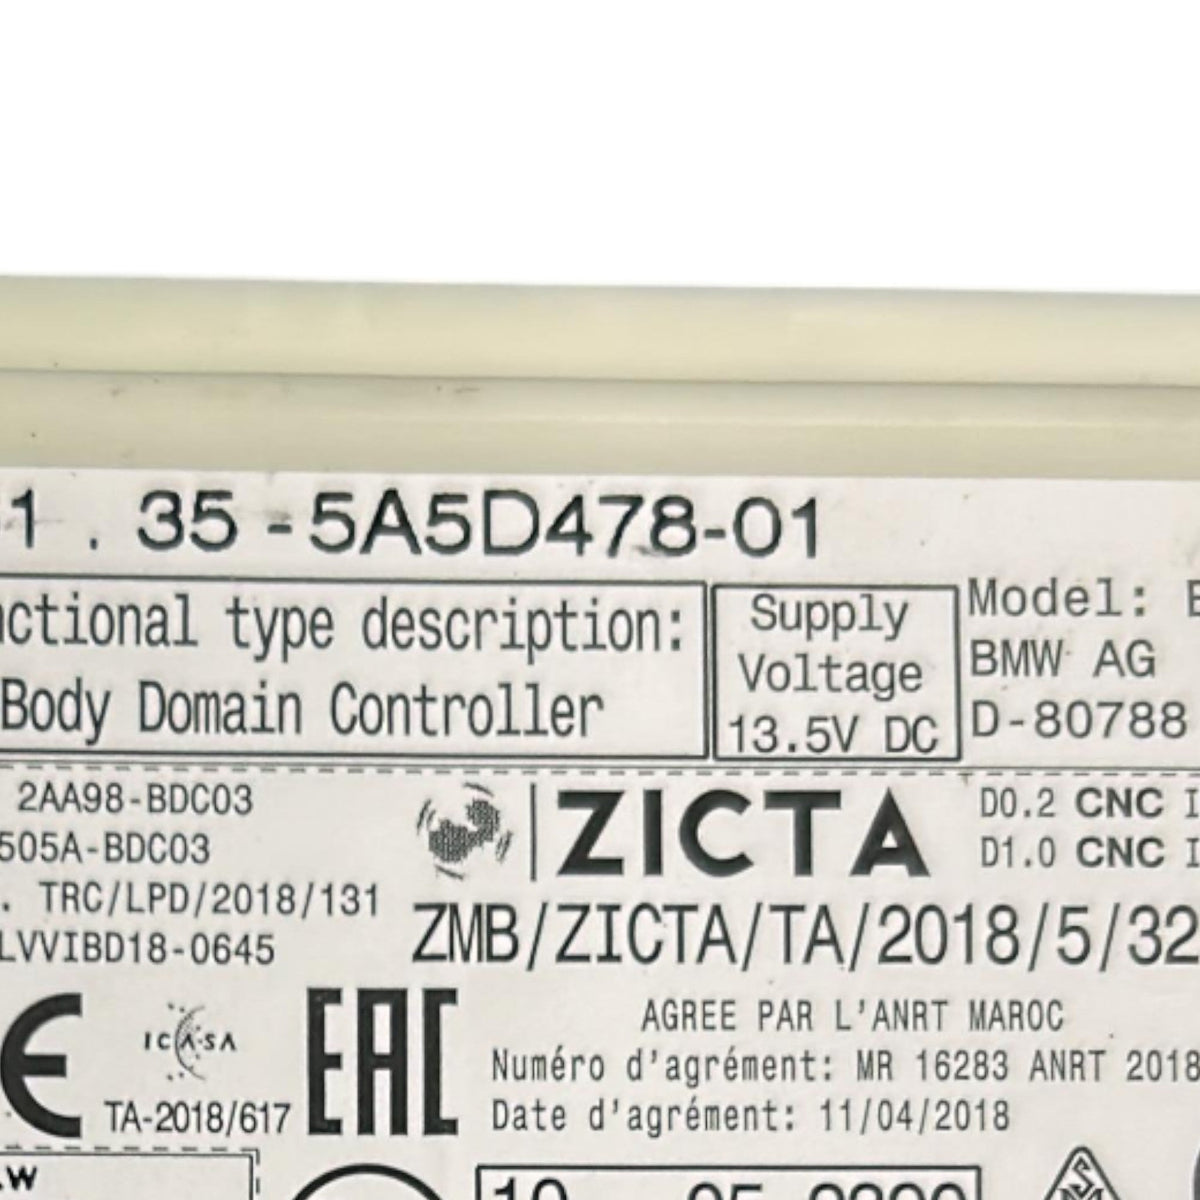 1 . 35 - 5A5D478-01
nctional type description:
Body Domain Controller
Supply
Voltage
13.5V DC
Model:
BMW AG
D-80788
2AA98-BDC03
505A-BDC03
. TRC/LPD/2018/131
LVVIBD18-0645
ZICTA
ZMB/ZICTA/TA/2018/5/32
D0.2 CNC I
D1.0 CNC I
CE
ICASA
TA-2018/617
EAC
AGREE PAR L'ANRT MAROC
Numéro d'agrément: MR 16283 ANRT 2018
Date d'agrément: 11/04/2018
.W